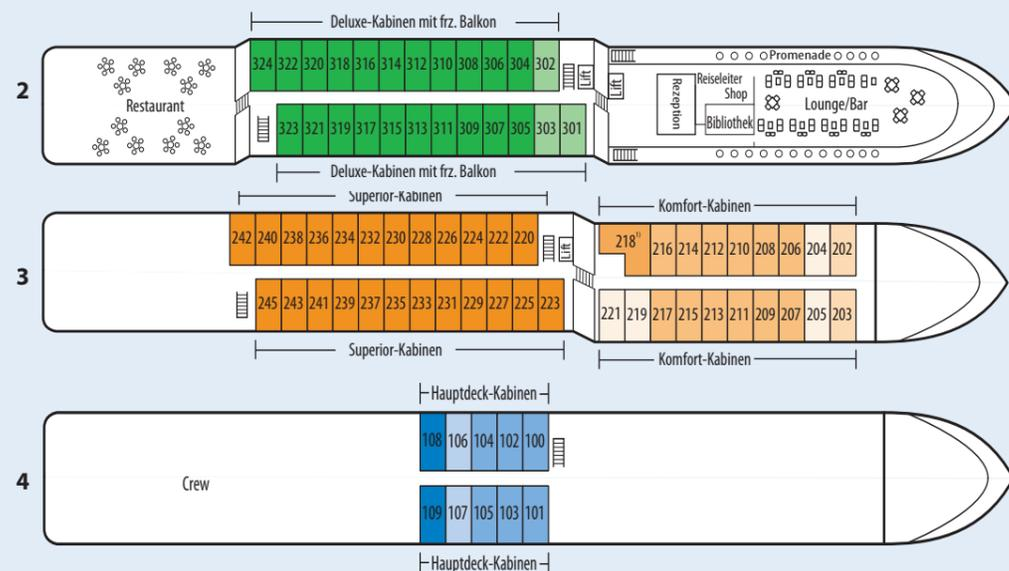 Deluxe-Kabinen mit frz. Balkon
324 322 320 318 316 314 312 310 308 306 304 302
Lift
Lift
Promenade
2
Restaurant
Rezeption
Reiseleiter
Shop
Bibliothek
Lounge/Bar
323 321 319 317 315 313 311 309 307 305 303 301
Deluxe-Kabinen mit frz. Balkon
Superior-Kabinen
Komfort-Kabinen
242 240 238 236 234 232 230 228 226 224 222 220
Lift
218¹⁾ 216 214 212 210 208 206 204 202
3
245 243 241 239 237 235 233 231 229 227 225 223
221 219 217 215 213 211 209 207 205 203
Superior-Kabinen
Komfort-Kabinen
Hauptdeck-Kabinen
108 106 104 102 100
4
Crew
109 107 105 103 101
Hauptdeck-Kabinen